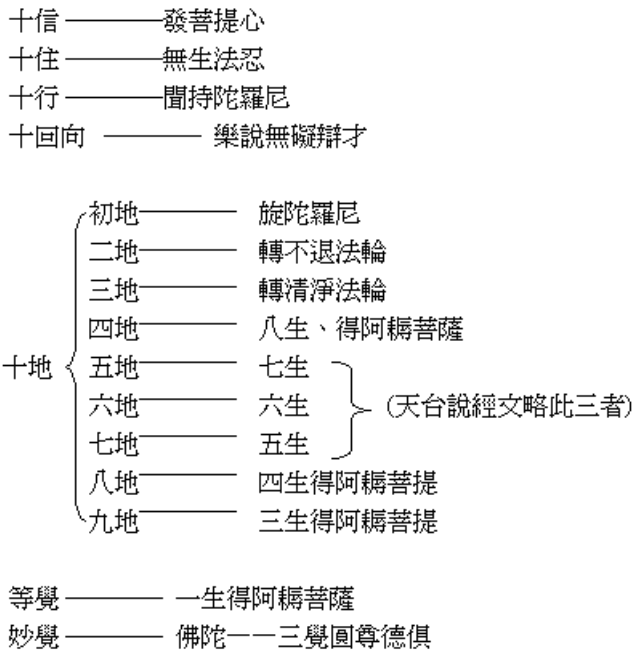 十信————發菩提心
十住————無生法忍
十行————聞持陀羅尼
十回向 ———— 樂說無礙辯才
初地———— 旋陀羅尼
二地———— 轉不退法輪
三地———— 轉清淨法輪
四地———— 八生、得阿耨菩薩
十地 五地———— 七生
六地———— 六生 (天台說經文略此三者)
七地———— 五生
八地———— 四生得阿耨菩提
九地———— 三生得阿耨菩提
等覺———— 一生得阿耨菩薩
妙覺———— 佛陀——三覺圓尊德俱